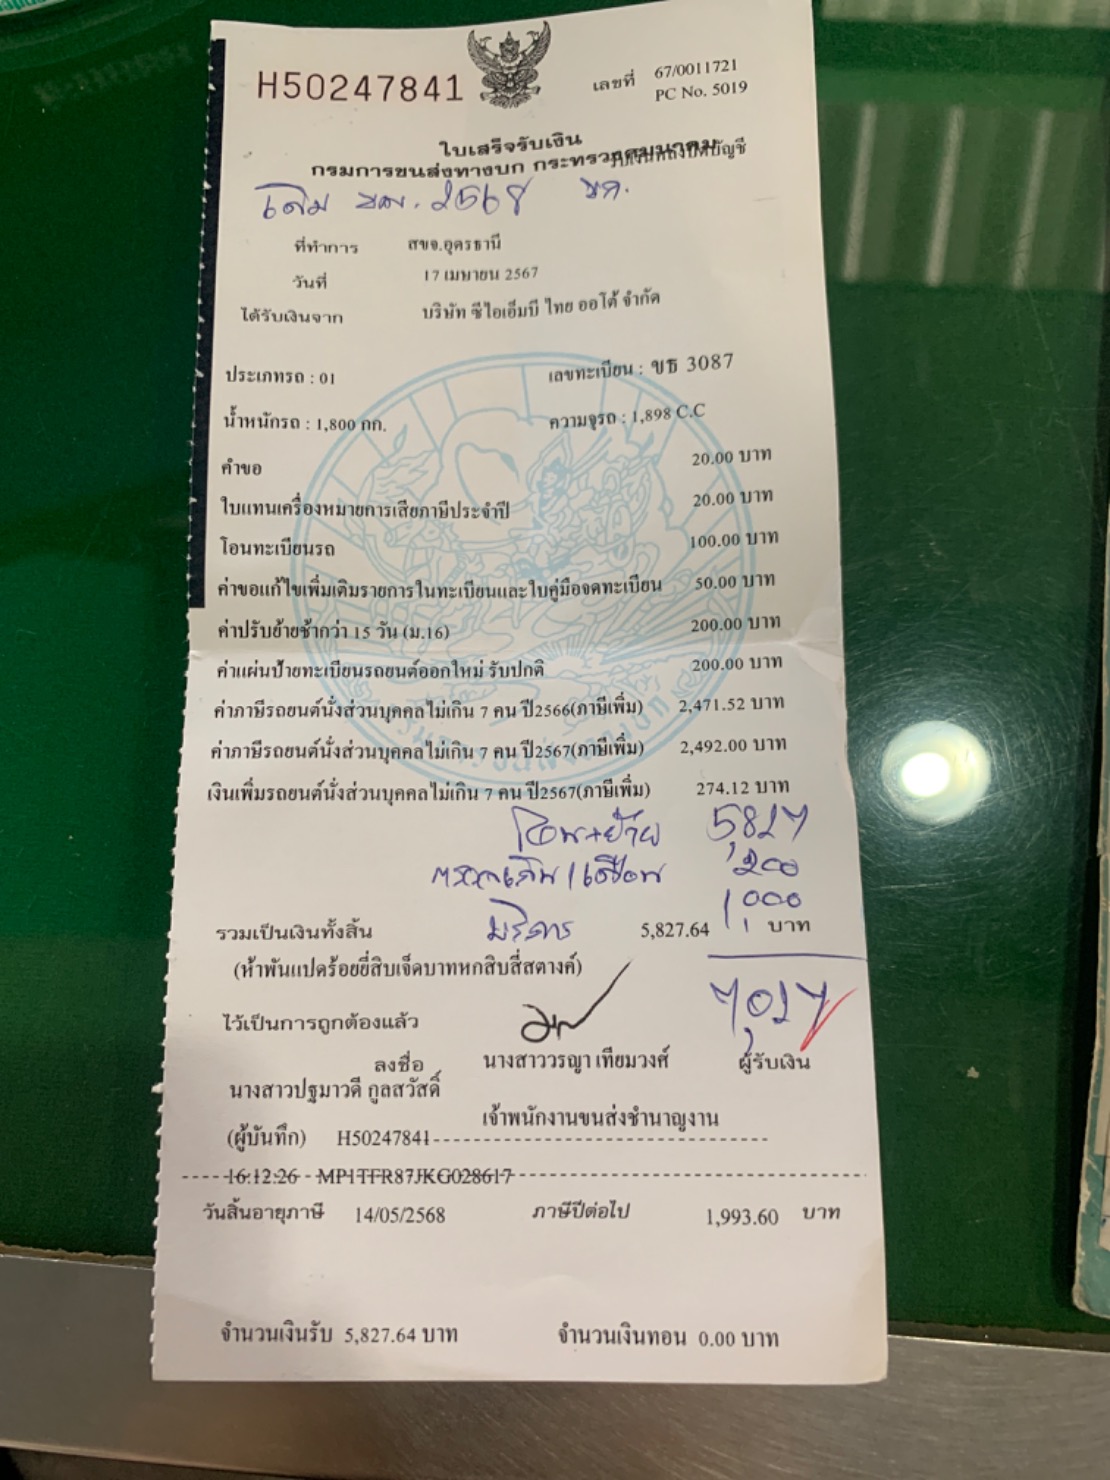 H50247841
เลขที่ 67/0011721
PC No. 5019
ใบเสร็จรับเงิน
กรมการขนส่งทางบก กระทรวงคมนาคม
เดิม ขก. 2568 ขก.
ที่ทำการ สขจ.อุดรธานี
วันที่ 17 เมษายน 2567
ได้รับเงินจาก บริษัท ซีไอเอ็มบี ไทย ออโต้ จำกัด
ประเภทรถ : 01 เลขทะเบียน : ขธ 3087
น้ำหนักรถ : 1,800 กก. ความจุรถ : 1,898 C.C
คำขอ 20.00 บาท
ใบแทนเครื่องหมายการเสียภาษีประจำปี 20.00 บาท
โอนทะเบียนรถ 100.00 บาท
ค่าขอแก้ไขเพิ่มเติมรายการในทะเบียนและใบคู่มือจดทะเบียน 50.00 บาท
ค่าปรับย้ายช้ากว่า 15 วัน (ม.16) 200.00 บาท
ค่าแผ่นป้ายทะเบียนรถยนต์ออกใหม่ รับปกติ 200.00 บาท
ค่าภาษีรถยนต์นั่งส่วนบุคคลไม่เกิน 7 คน ปี2566(ภาษีเพิ่ม) 2,471.52 บาท
ค่าภาษีรถยนต์นั่งส่วนบุคคลไม่เกิน 7 คน ปี2567(ภาษีเพิ่ม) 2,492.00 บาท
เงินเพิ่มรถยนต์นั่งส่วนบุคคลไม่เกิน 7 คน ปี2567(ภาษีเพิ่ม) 274.12 บาท
โอน+ย้าย 5,827
200
บริการ 1,000
รวมเป็นเงินทั้งสิ้น 5,827.64 บาท
(ห้าพันแปดร้อยยี่สิบเจ็ดบาทหกสิบสี่สตางค์)
7,027
ไว้เป็นการถูกต้องแล้ว
ลงชื่อ นางสาววรญา เทียมวงศ์ ผู้รับเงิน
นางสาวปฐมาวดี กูลสวัสดิ์
เจ้าพนักงานขนส่งชำนาญงาน
(ผู้บันทึก) H50247841
16:12:26 MP1TFR87JKG028617
วันสิ้นอายุภาษี 14/05/2568 ภาษีปีต่อไป 1,993.60 บาท
จำนวนเงินรับ 5,827.64 บาท จำนวนเงินทอน 0.00 บาท